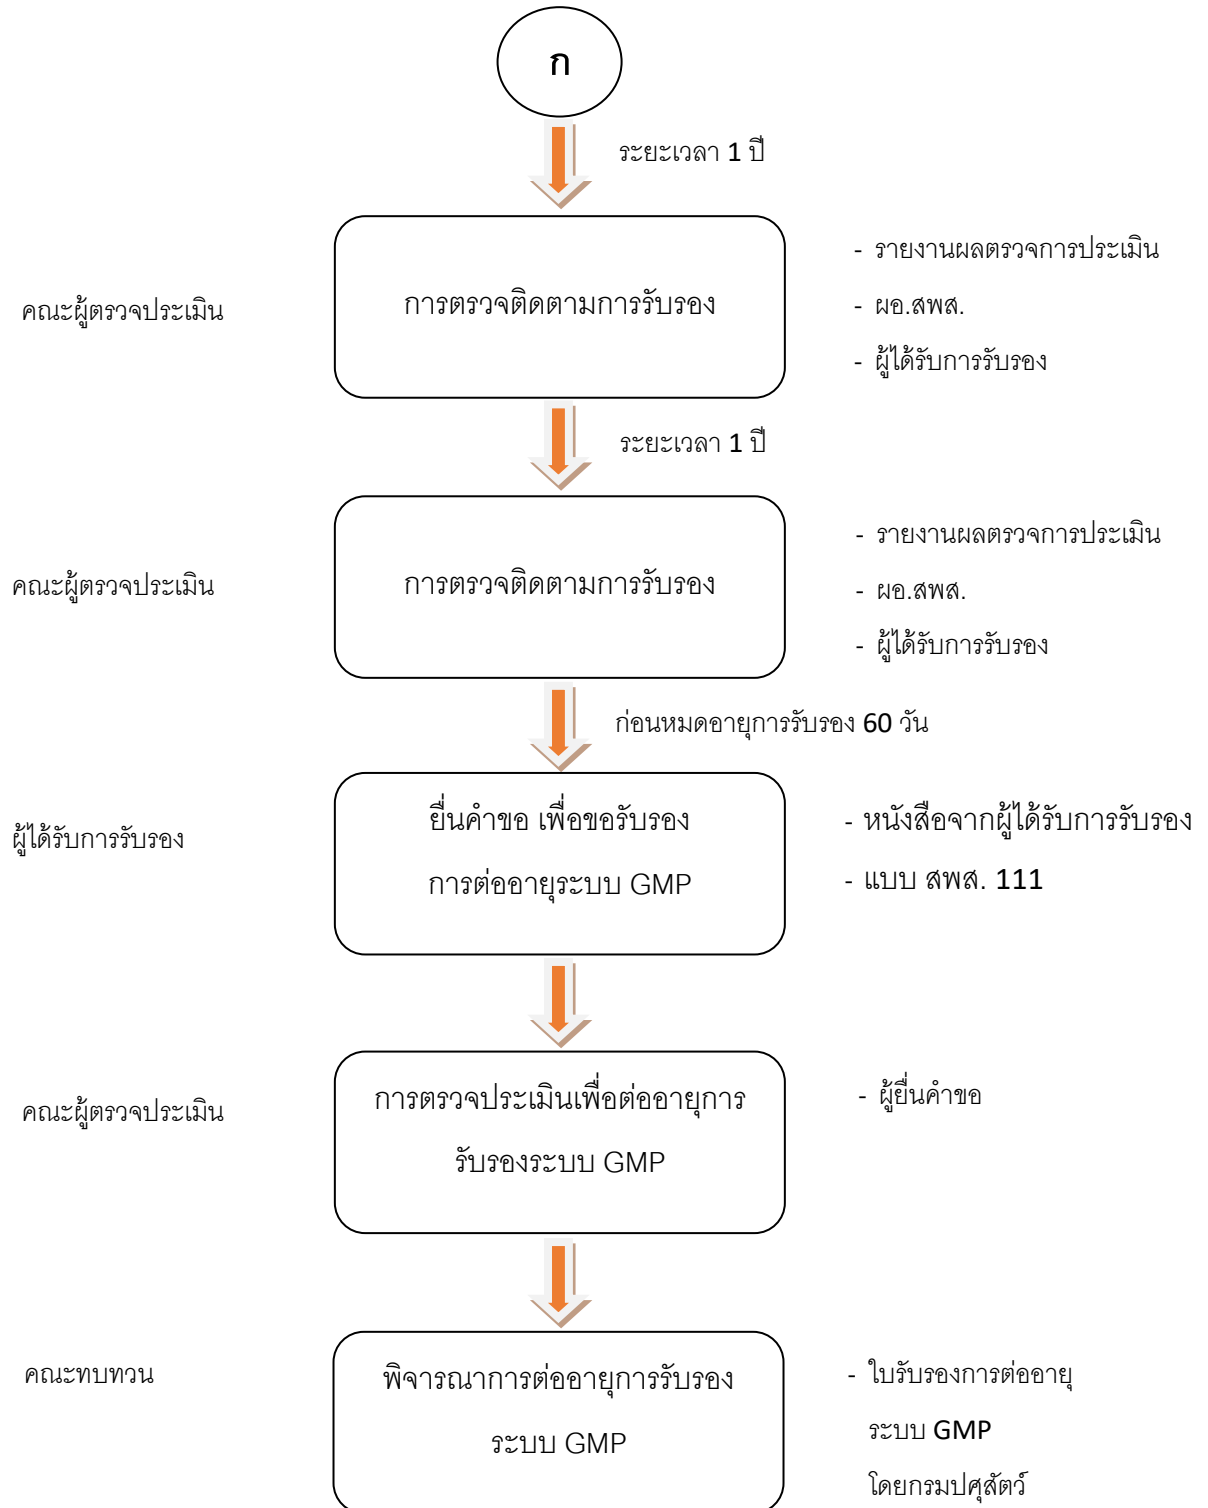 ก
ระยะเวลา 1 ปี
คณะผู้ตรวจประเมิน
การตรวจติดตามการรับรอง
- รายงานผลตรวจการประเมิน
- ผอ.สพส.
- ผู้ได้รับการรับรอง
ระยะเวลา 1 ปี
คณะผู้ตรวจประเมิน
การตรวจติดตามการรับรอง
- รายงานผลตรวจการประเมิน
- ผอ.สพส.
- ผู้ได้รับการรับรอง
ก่อนหมดอายุการรับรอง 60 วัน
ผู้ได้รับการรับรอง
ยื่นคำขอ เพื่อขอรับรอง
การต่ออายุระบบ GMP
- หนังสือจากผู้ได้รับการรับรอง
- แบบ สพส. 111
คณะผู้ตรวจประเมิน
การตรวจประเมินเพื่อต่ออายุการ
รับรองระบบ GMP
- ผู้ยื่นคำขอ
คณะทบทวน
พิจารณาการต่ออายุการรับรอง
ระบบ GMP
- ใบรับรองการต่ออายุ
ระบบ GMP
โดยกรมปศุสัตว์